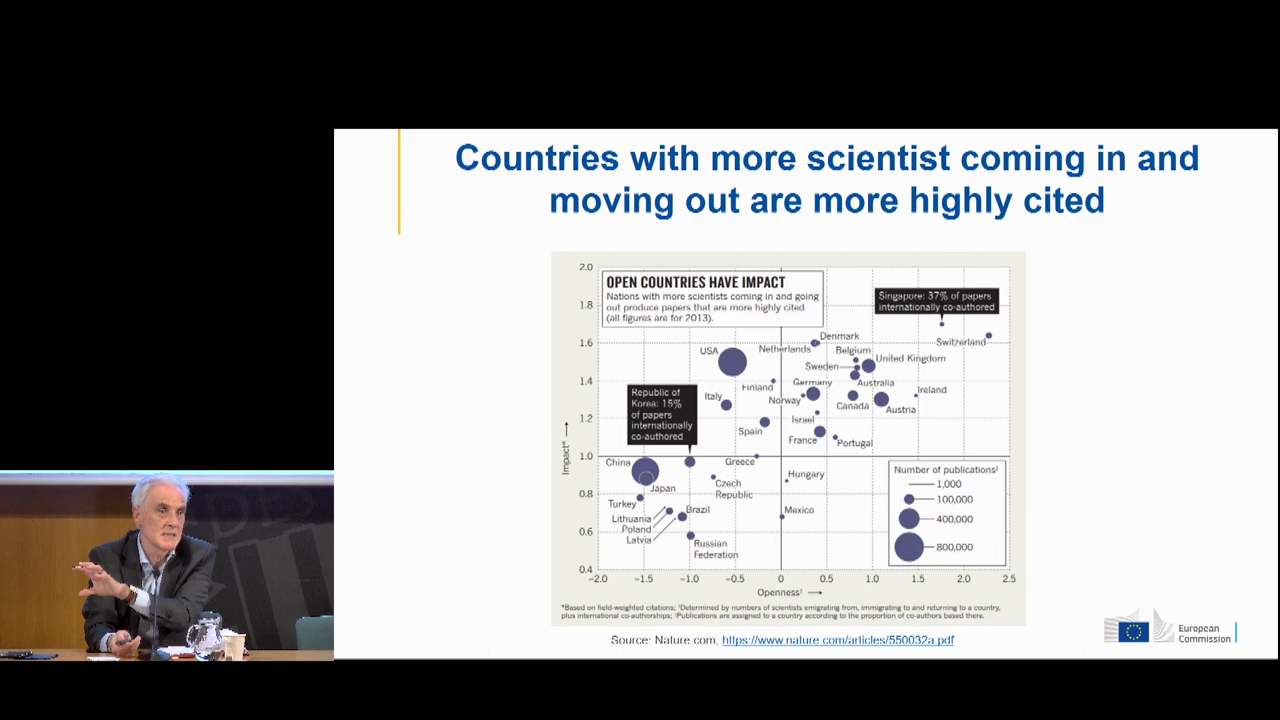 Countries with more scientist coming in and
moving out are more highly cited
OPEN COUNTRIES HAVE IMPACT
Nations with more scientists coming in and going
out produce papers that are more highly cited
(all figures are for 2013).
Singapore: 37% of papers
internationally co-authored
Republic of
Korea: 15%
of papers
internationally
co-authored
2.0
1.8
1.6
1.4
1.2
1.0
0.8
0.6
0.4
Impact*
USA
Netherlands
Denmark
Belgium
Switzerland
United Kingdom
Sweden
Finland
Germany
Australia
Italy
Norway
Canada
Ireland
Austria
Spain
Israel
France
Portugal
China
Greece
Japan
Czech
Republic
Hungary
Turkey
Lithuania
Poland
Latvia
Brazil
Mexico
Russian
Federation
Number of publications‡
1,000
100,000
400,000
800,000
−2.0 −1.5 −1.0 −0.5 0 0.5 1.0 1.5 2.0 2.5
Openness†
*Based on field-weighted citations; †Determined by numbers of scientists emigrating from, immigrating to and returning to a country,
plus international co-authorships; ‡Publications are assigned to a country according to the proportion of co-authors based there.
Source: Nature.com, https://www.nature.com/articles/550032a.pdf
European
Commission